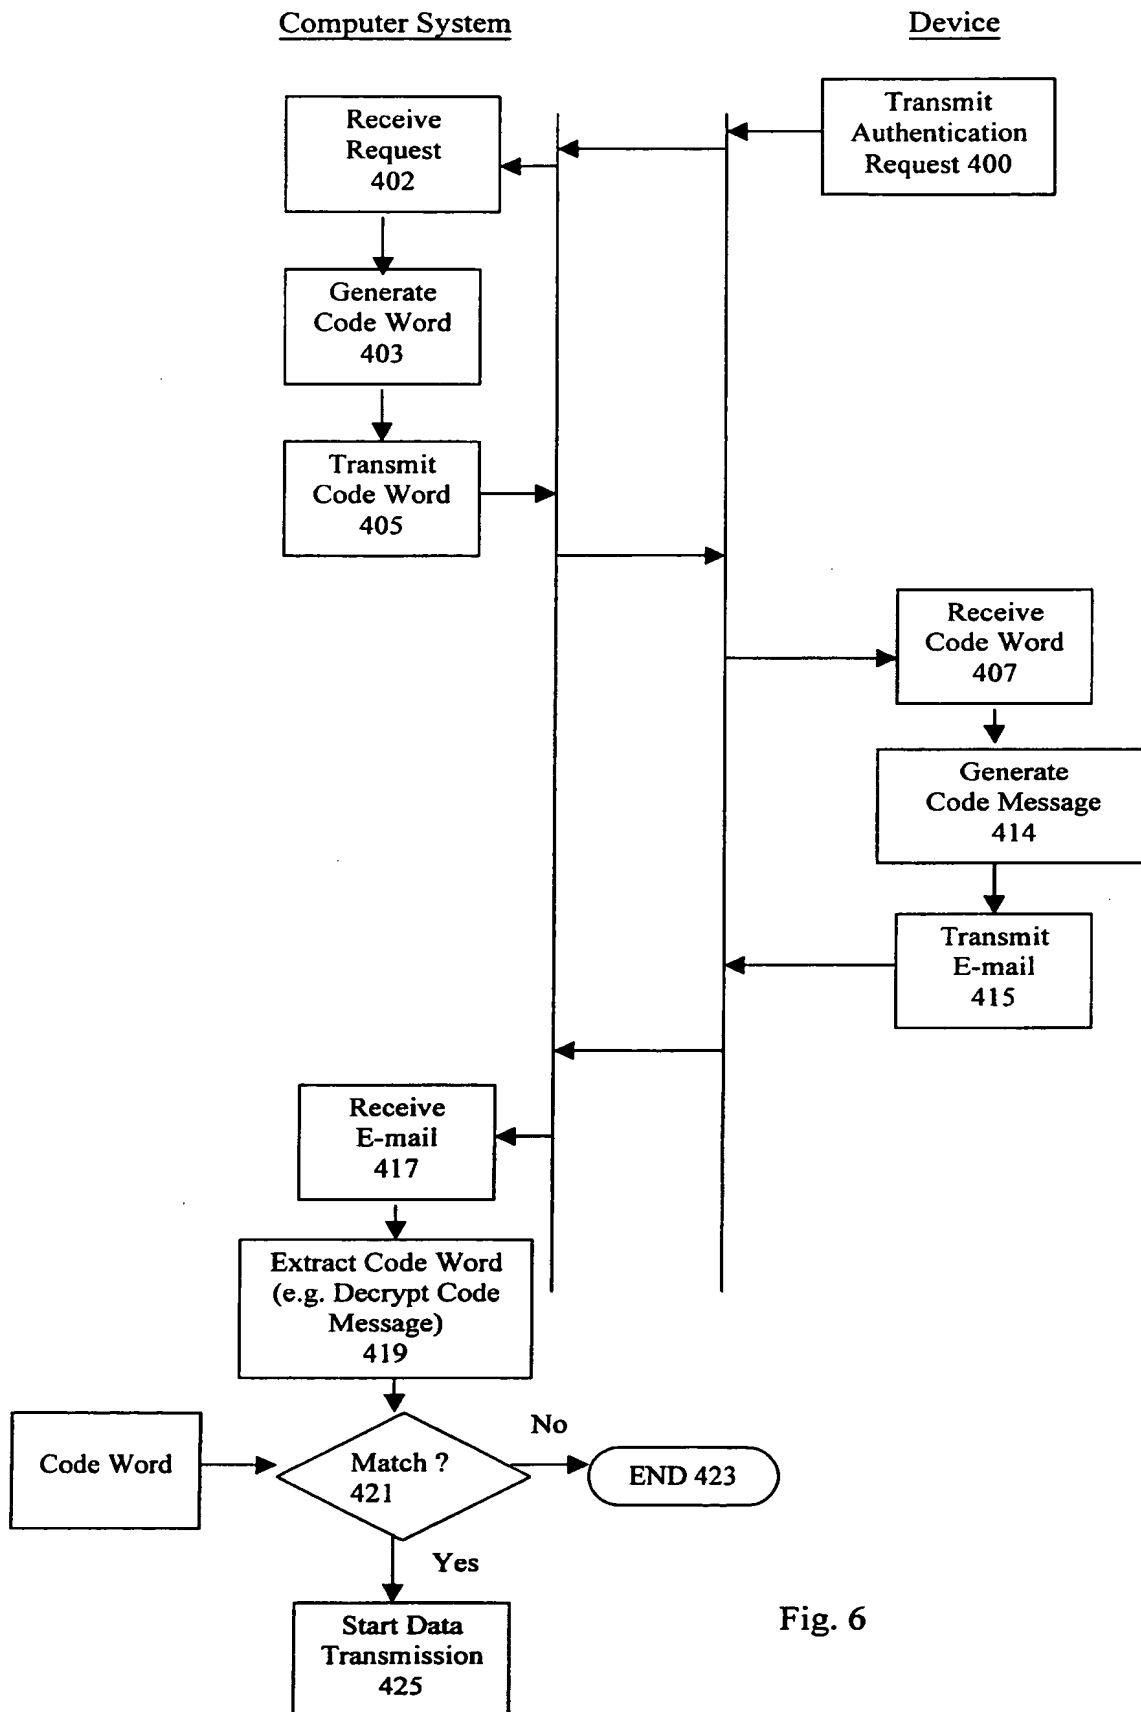 Computer System
Device
Transmit
Authentication
Request 400
Receive
Request
402
Generate
Code Word
403
Transmit
Code Word
405
Receive
Code Word
407
Generate
Code Message
414
Transmit
E-mail
415
Receive
E-mail
417
Extract Code Word
(e.g. Decrypt Code
Message)
419
Code Word
Match ?
421
No
END 423
Yes
Start Data
Transmission
425
Fig. 6